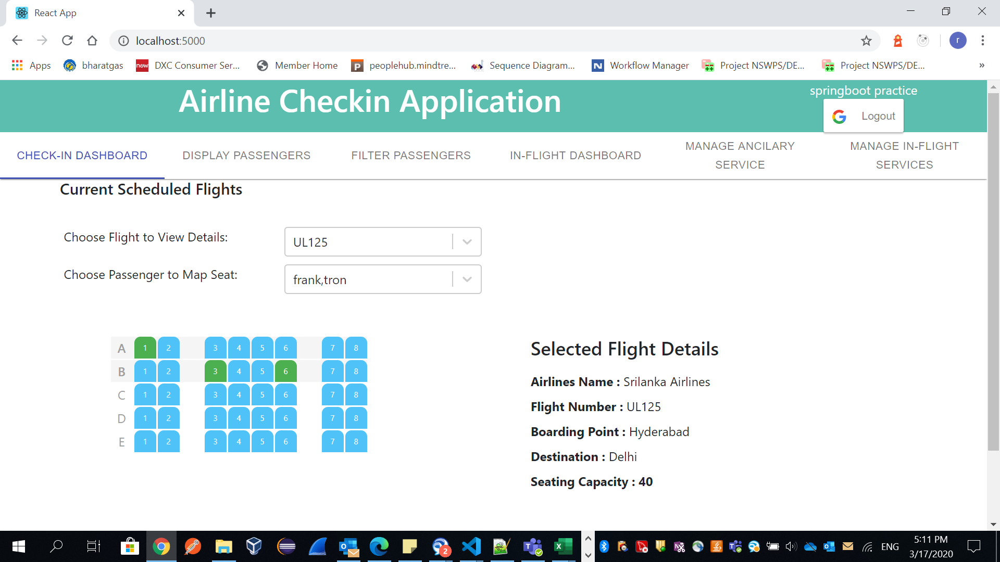 React App
localhost:5000
r
Apps
bharatgas
now
DXC Consumer Ser...
Member Home
P
peoplehub.mindtre...
Sequence Diagram...
N
Workflow Manager
Project NSWPS/DE...
Project NSWPS/DE...
»
Airline Checkin Application
springboot practice
Logout
CHECK-IN DASHBOARD
DISPLAY PASSENGERS
FILTER PASSENGERS
IN-FLIGHT DASHBOARD
MANAGE ANCILARY
SERVICE
MANAGE IN-FLIGHT
SERVICES
Current Scheduled Flights
Choose Flight to View Details:
UL125
Choose Passenger to Map Seat:
frank,tron
A 1 2 3 4 5 6 7 8
B 1 2 3 4 5 6 7 8
C 1 2 3 4 5 6 7 8
D 1 2 3 4 5 6 7 8
E 1 2 3 4 5 6 7 8
Selected Flight Details
Airlines Name : Srilanka Airlines
Flight Number : UL125
Boarding Point : Hyderabad
Destination : Delhi
Seating Capacity : 40
2
ENG
5:11 PM
3/17/2020